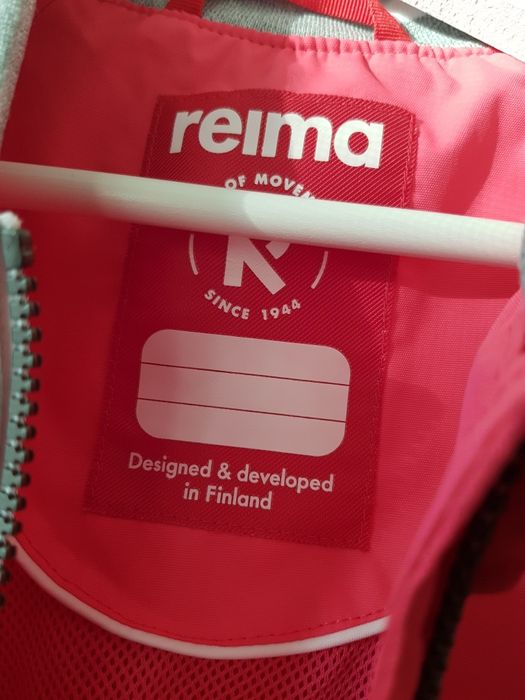 reima
OF
SINCE 1944
Designed & developed
in Finland